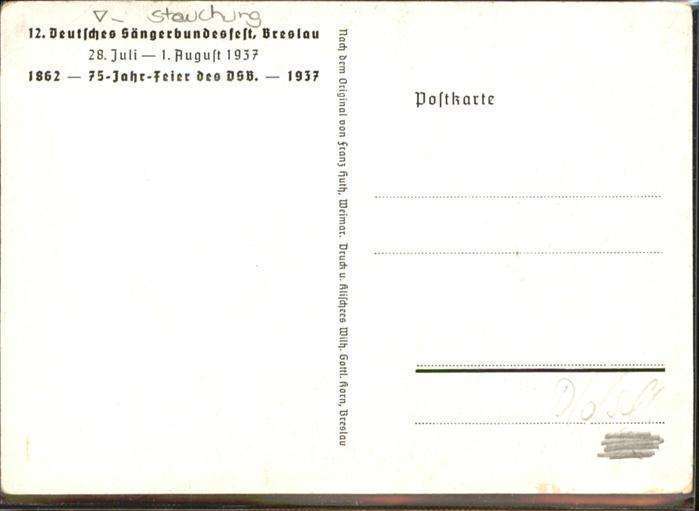 Stauchung
12. Deutsches Sängerbundesfest, Breslau
28. Juli — 1. August 1937
1862 — 75-Jahr-Feier des DSB. — 1937
Nach dem Original von Franz Huth, Weimar. Druck u. Klischees Wilh. Gottl. Korn, Breslau
Postkarte